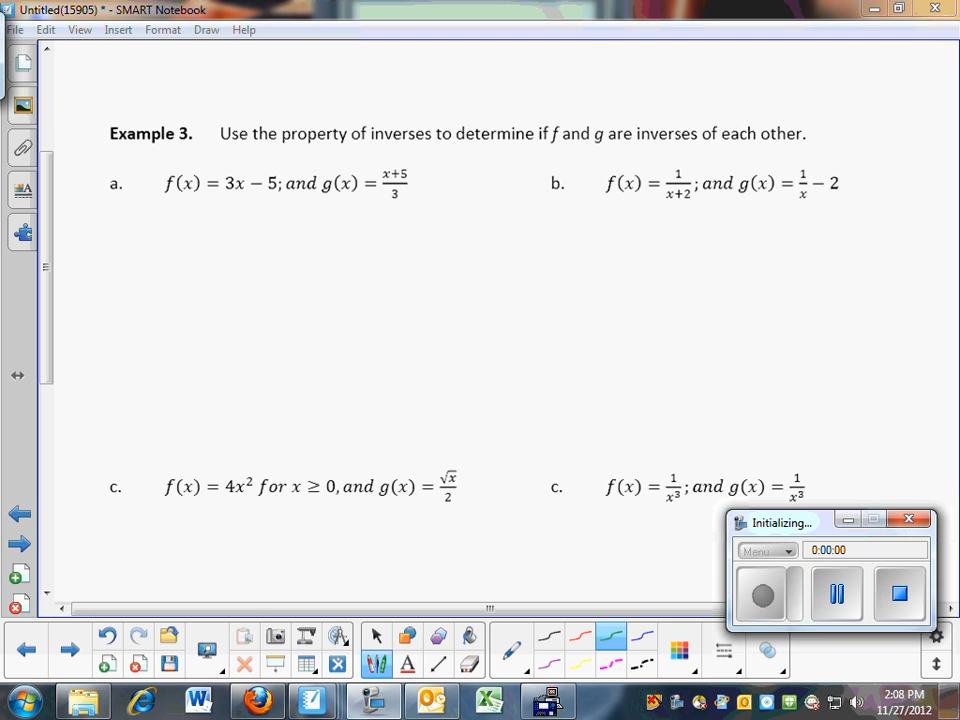 Untitled(15905) * - SMART Notebook
File Edit View Insert Format Draw Help
Example 3. Use the property of inverses to determine if f and g are inverses of each other.
a. f(x) = 3x − 5; and g(x) = (x+5)/3
b. f(x) = 1/(x+2); and g(x) = 1/x − 2
c. f(x) = 4x² for x ≥ 0, and g(x) = √x/2
c. f(x) = 1/x³; and g(x) = 1/x³
Initializing...
Menu 0:00:00
A
2:08 PM
11/27/2012